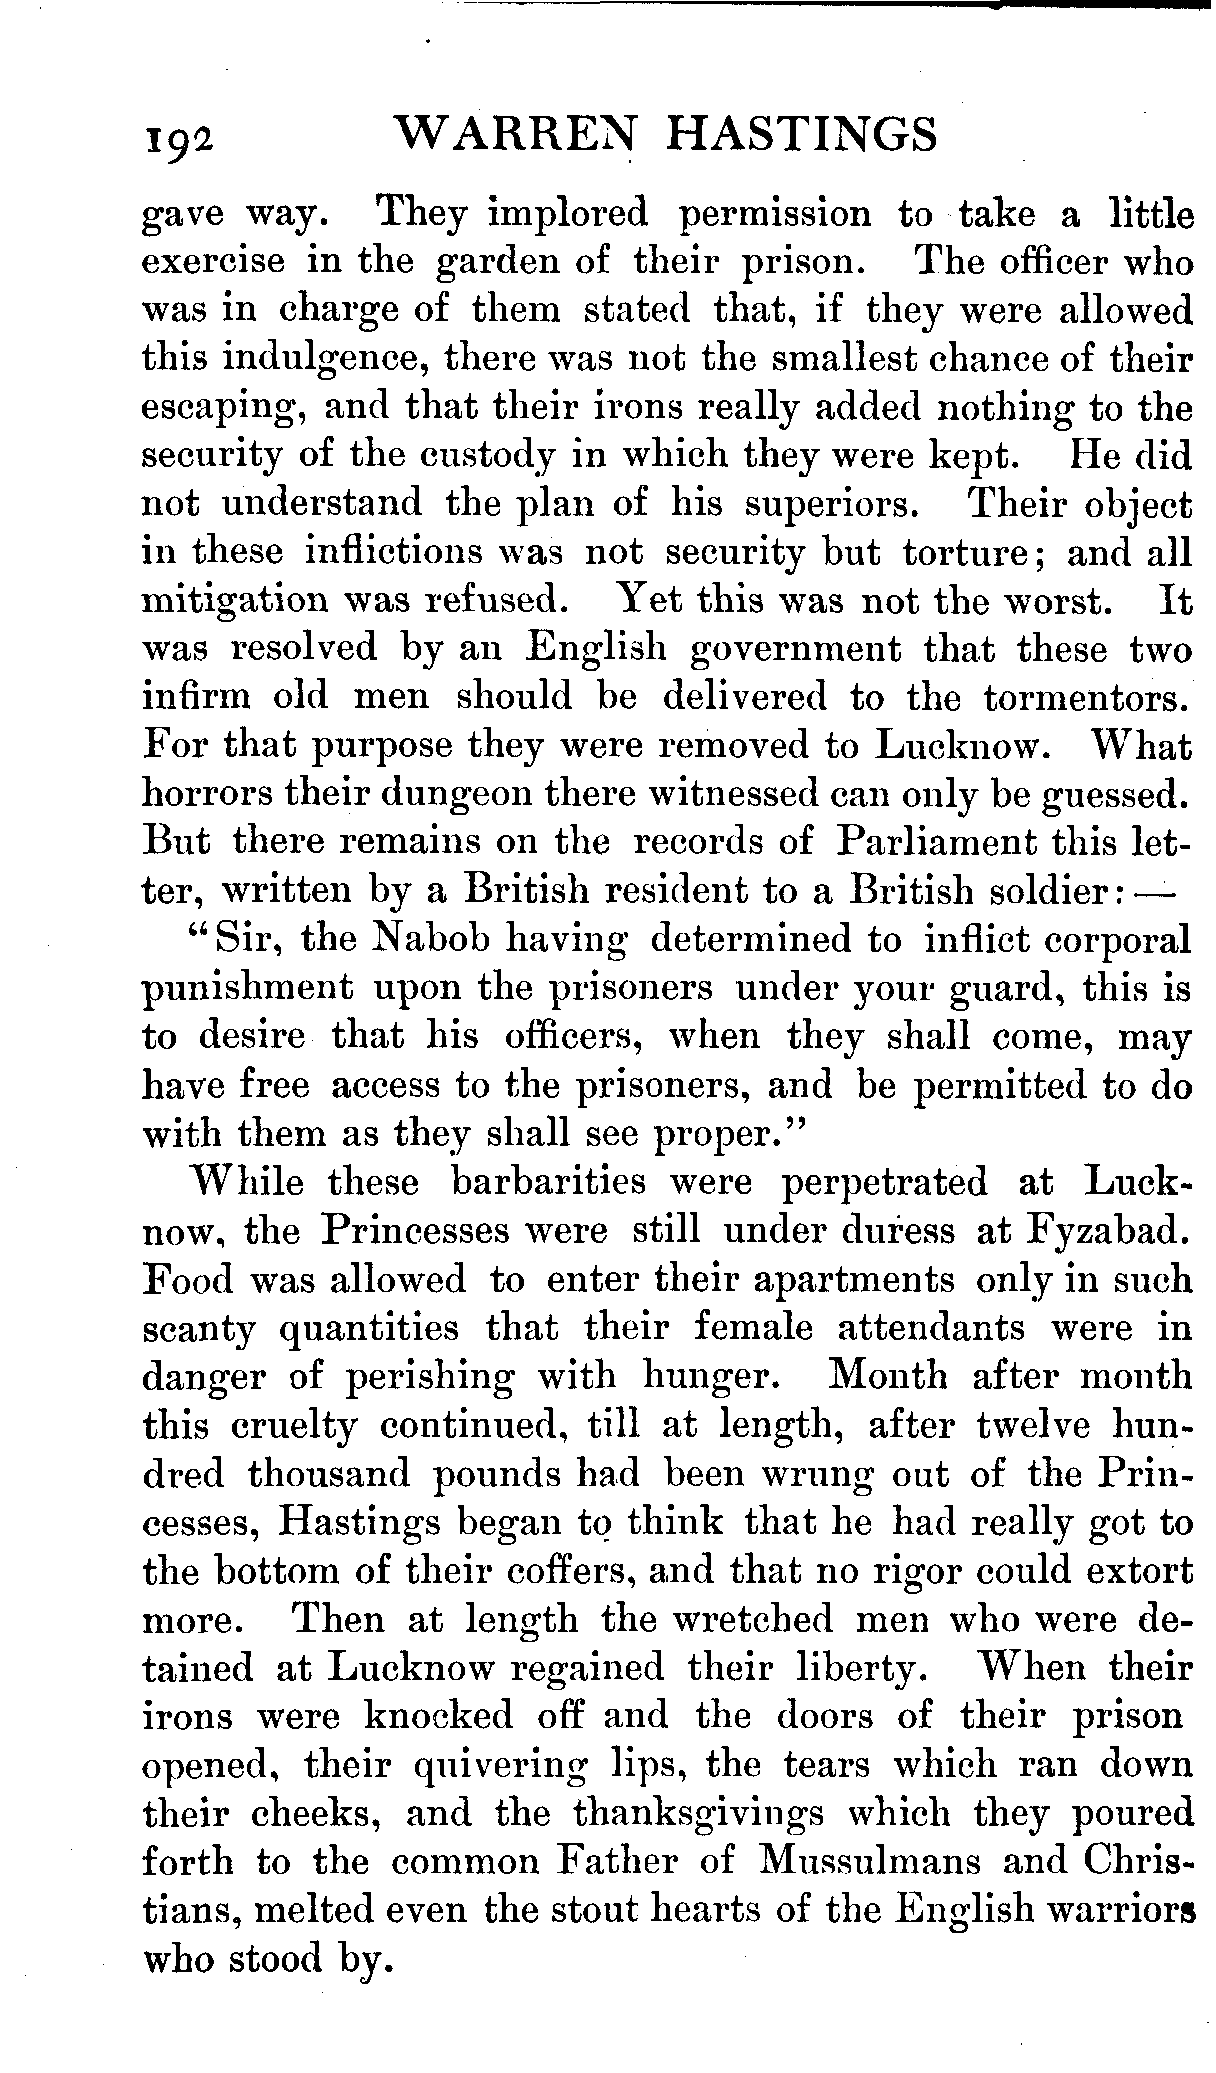 192 WARREN HASTINGS
gave way. They implored permission to take a little
exercise in the garden of their prison. The officer who
was in charge of them stated that, if they were allowed
this indulgence, there was not the smallest chance of their
escaping, and that their irons really added nothing to the
security of the custody in which they were kept. He did
not understand the plan of his superiors. Their object
in these inflictions was not security but torture; and all
mitigation was refused. Yet this was not the worst. It
was resolved by an English government that these two
infirm old men should be delivered to the tormentors.
For that purpose they were removed to Lucknow. What
horrors their dungeon there witnessed can only be guessed.
But there remains on the records of Parliament this let-
ter, written by a British resident to a British soldier: —
“Sir, the Nabob having determined to inflict corporal
punishment upon the prisoners under your guard, this is
to desire that his officers, when they shall come, may
have free access to the prisoners, and be permitted to do
with them as they shall see proper.”
While these barbarities were perpetrated at Luck-
now, the Princesses were still under duress at Fyzabad.
Food was allowed to enter their apartments only in such
scanty quantities that their female attendants were in
danger of perishing with hunger. Month after month
this cruelty continued, till at length, after twelve hun-
dred thousand pounds had been wrung out of the Prin-
cesses, Hastings began to think that he had really got to
the bottom of their coffers, and that no rigor could extort
more. Then at length the wretched men who were de-
tained at Lucknow regained their liberty. When their
irons were knocked off and the doors of their prison
opened, their quivering lips, the tears which ran down
their cheeks, and the thanksgivings which they poured
forth to the common Father of Mussulmans and Chris-
tians, melted even the stout hearts of the English warriors
who stood by.